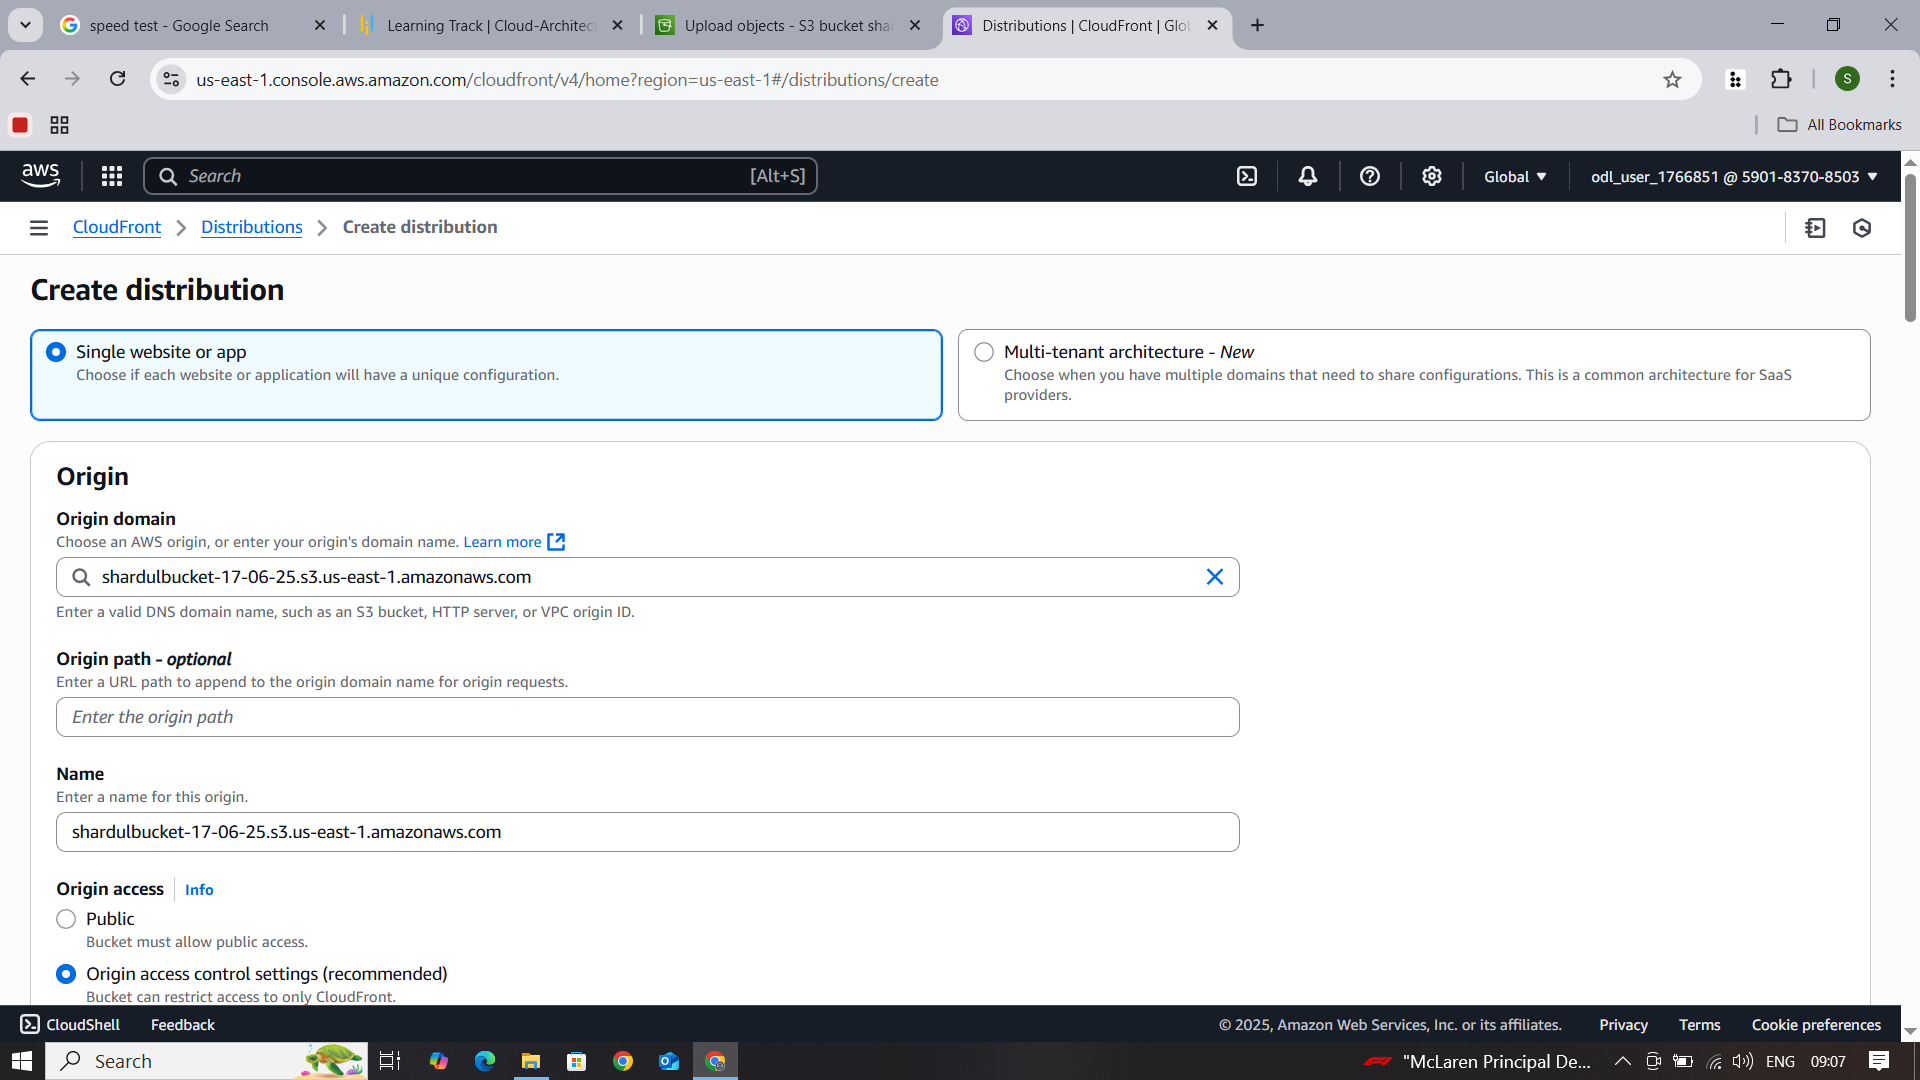 speed test - Google Search
Learning Track | Cloud-Architect
Upload objects - S3 bucket shar
Distributions | CloudFront | Glob
us-east-1.console.aws.amazon.com/cloudfront/v4/home?region=us-east-1#/distributions/create
S
All Bookmarks
aws
Search
[Alt+S]
Global
odl_user_1766851 @ 5901-8370-8503
CloudFront
Distributions
Create distribution
Create distribution
Single website or app
Choose if each website or application will have a unique configuration.
Multi-tenant architecture - New
Choose when you have multiple domains that need to share configurations. This is a common architecture for SaaS
providers.
Origin
Origin domain
Choose an AWS origin, or enter your origin's domain name. Learn more
shardulbucket-17-06-25.s3.us-east-1.amazonaws.com
Enter a valid DNS domain name, such as an S3 bucket, HTTP server, or VPC origin ID.
Origin path - optional
Enter a URL path to append to the origin domain name for origin requests.
Enter the origin path
Name
Enter a name for this origin.
shardulbucket-17-06-25.s3.us-east-1.amazonaws.com
Origin access
Info
Public
Bucket must allow public access.
Origin access control settings (recommended)
Bucket can restrict access to only CloudFront.
CloudShell
Feedback
© 2025, Amazon Web Services, Inc. or its affiliates.
Privacy
Terms
Cookie preferences
Search
"McLaren Principal De...
ENG
09:07